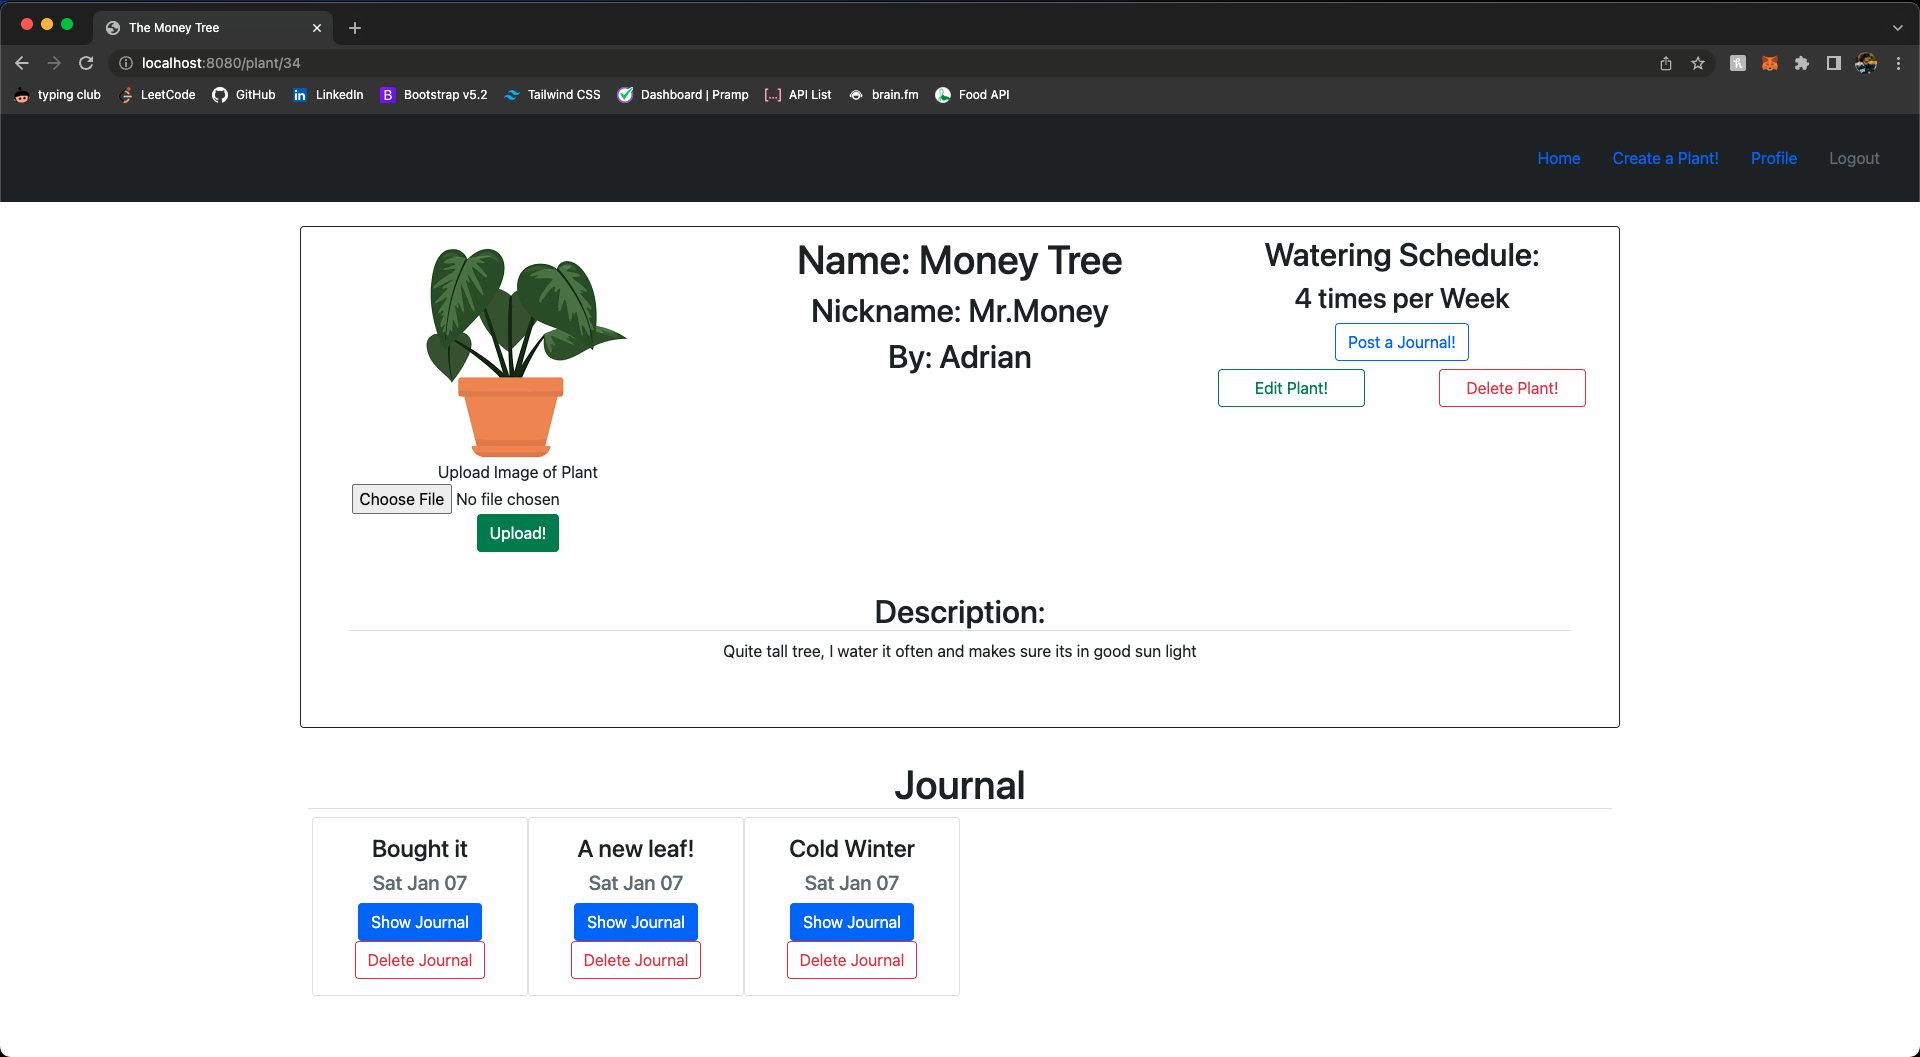 The Money Tree
localhost:8080/plant/34
typing club LeetCode GitHub LinkedIn Bootstrap v5.2 Tailwind CSS Dashboard | Pramp API List brain.fm Food API
Home Create a Plant! Profile Logout
Name: Money Tree
Nickname: Mr.Money
By: Adrian
Watering Schedule:
4 times per Week
Post a Journal!
Edit Plant! Delete Plant!
Upload Image of Plant
Choose File No file chosen
Upload!
Description:
Quite tall tree, I water it often and makes sure its in good sun light
Journal
Bought it
Sat Jan 07
Show Journal
Delete Journal
A new leaf!
Sat Jan 07
Show Journal
Delete Journal
Cold Winter
Sat Jan 07
Show Journal
Delete Journal